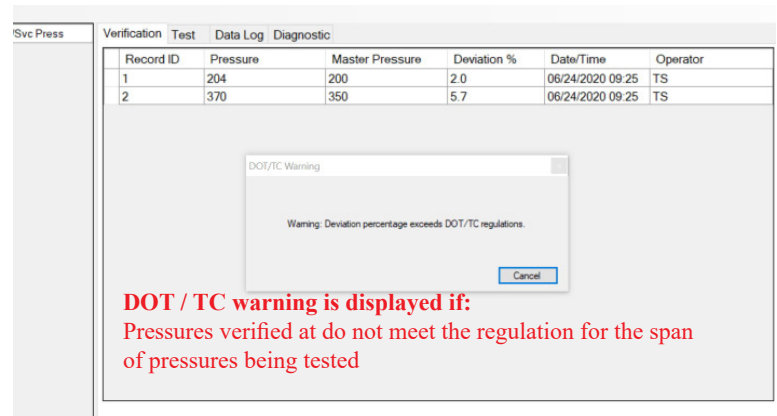 /Svc Press
Verification Test Data Log Diagnostic
Record ID Pressure Master Pressure Deviation % Date/Time Operator
1 204 200 2.0 06/24/2020 09:25 TS
2 370 350 5.7 06/24/2020 09:25 TS
DOT/TC Warning
Warning: Deviation percentage exceeds DOT/TC regulations.
Cancel
DOT / TC warning is displayed if:
Pressures verified at do not meet the regulation for the span
of pressures being tested